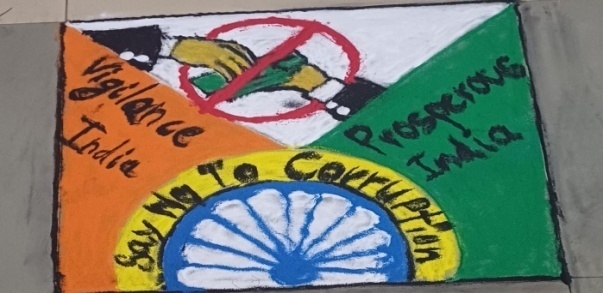 Vigilance
India
Prosperous
India
Say No To Corruption